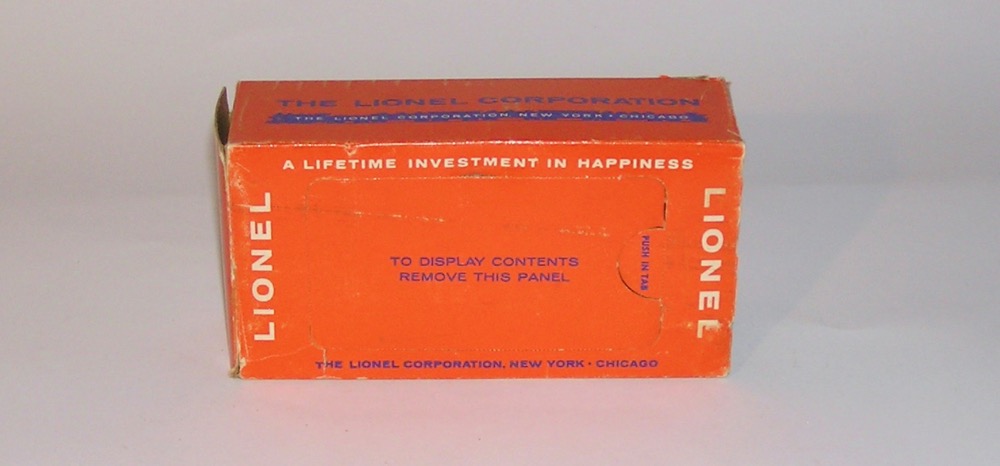 THE LIONEL CORPORATION
THE LIONEL CORPORATION, NEW YORK • CHICAGO
A LIFETIME INVESTMENT IN HAPPINESS
LIONEL
TO DISPLAY CONTENTS
REMOVE THIS PANEL
PUSH IN TAB
LIONEL
THE LIONEL CORPORATION, NEW YORK • CHICAGO